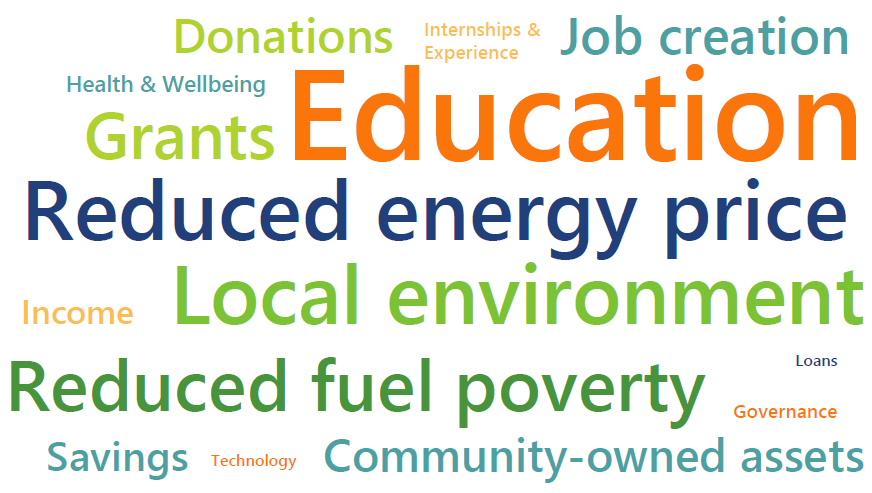 Donations
Internships &
Experience
Job creation
Health & Wellbeing
Grants
Education
Reduced energy price
Income
Local environment
Reduced fuel poverty
Loans
Governance
Savings
Technology
Community-owned assets